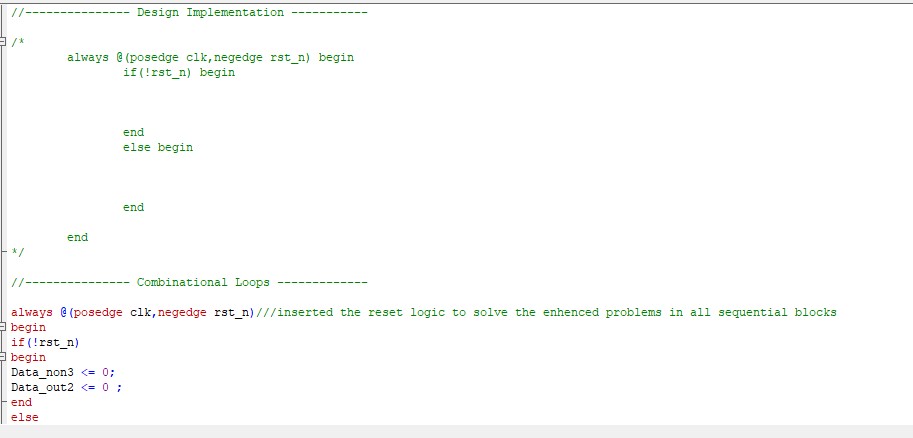 //--------------- Design Implementation -----------
/*
always @(posedge clk,negedge rst_n) begin
if(!rst_n) begin
end
else begin
end
end
*/
//--------------- Combinational Loops -------------
always @(posedge clk,negedge rst_n)///inserted the reset logic to solve the enhenced problems in all sequential blocks
begin
if(!rst_n)
begin
Data_non3 <= 0;
Data_out2 <= 0 ;
end
else